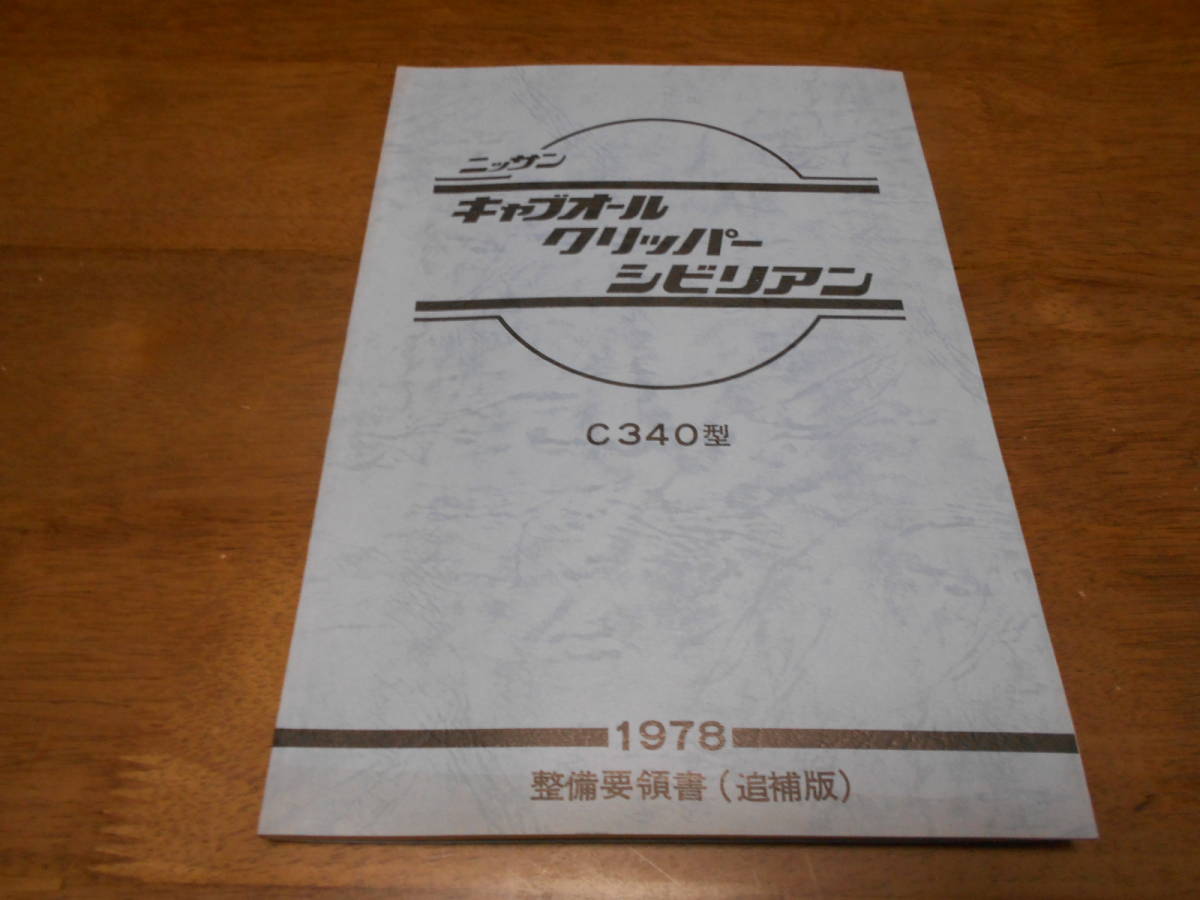 ニッサン
キャブオール
クリッパー
シビリアン
C340型
1978
整備要領書(追補版)